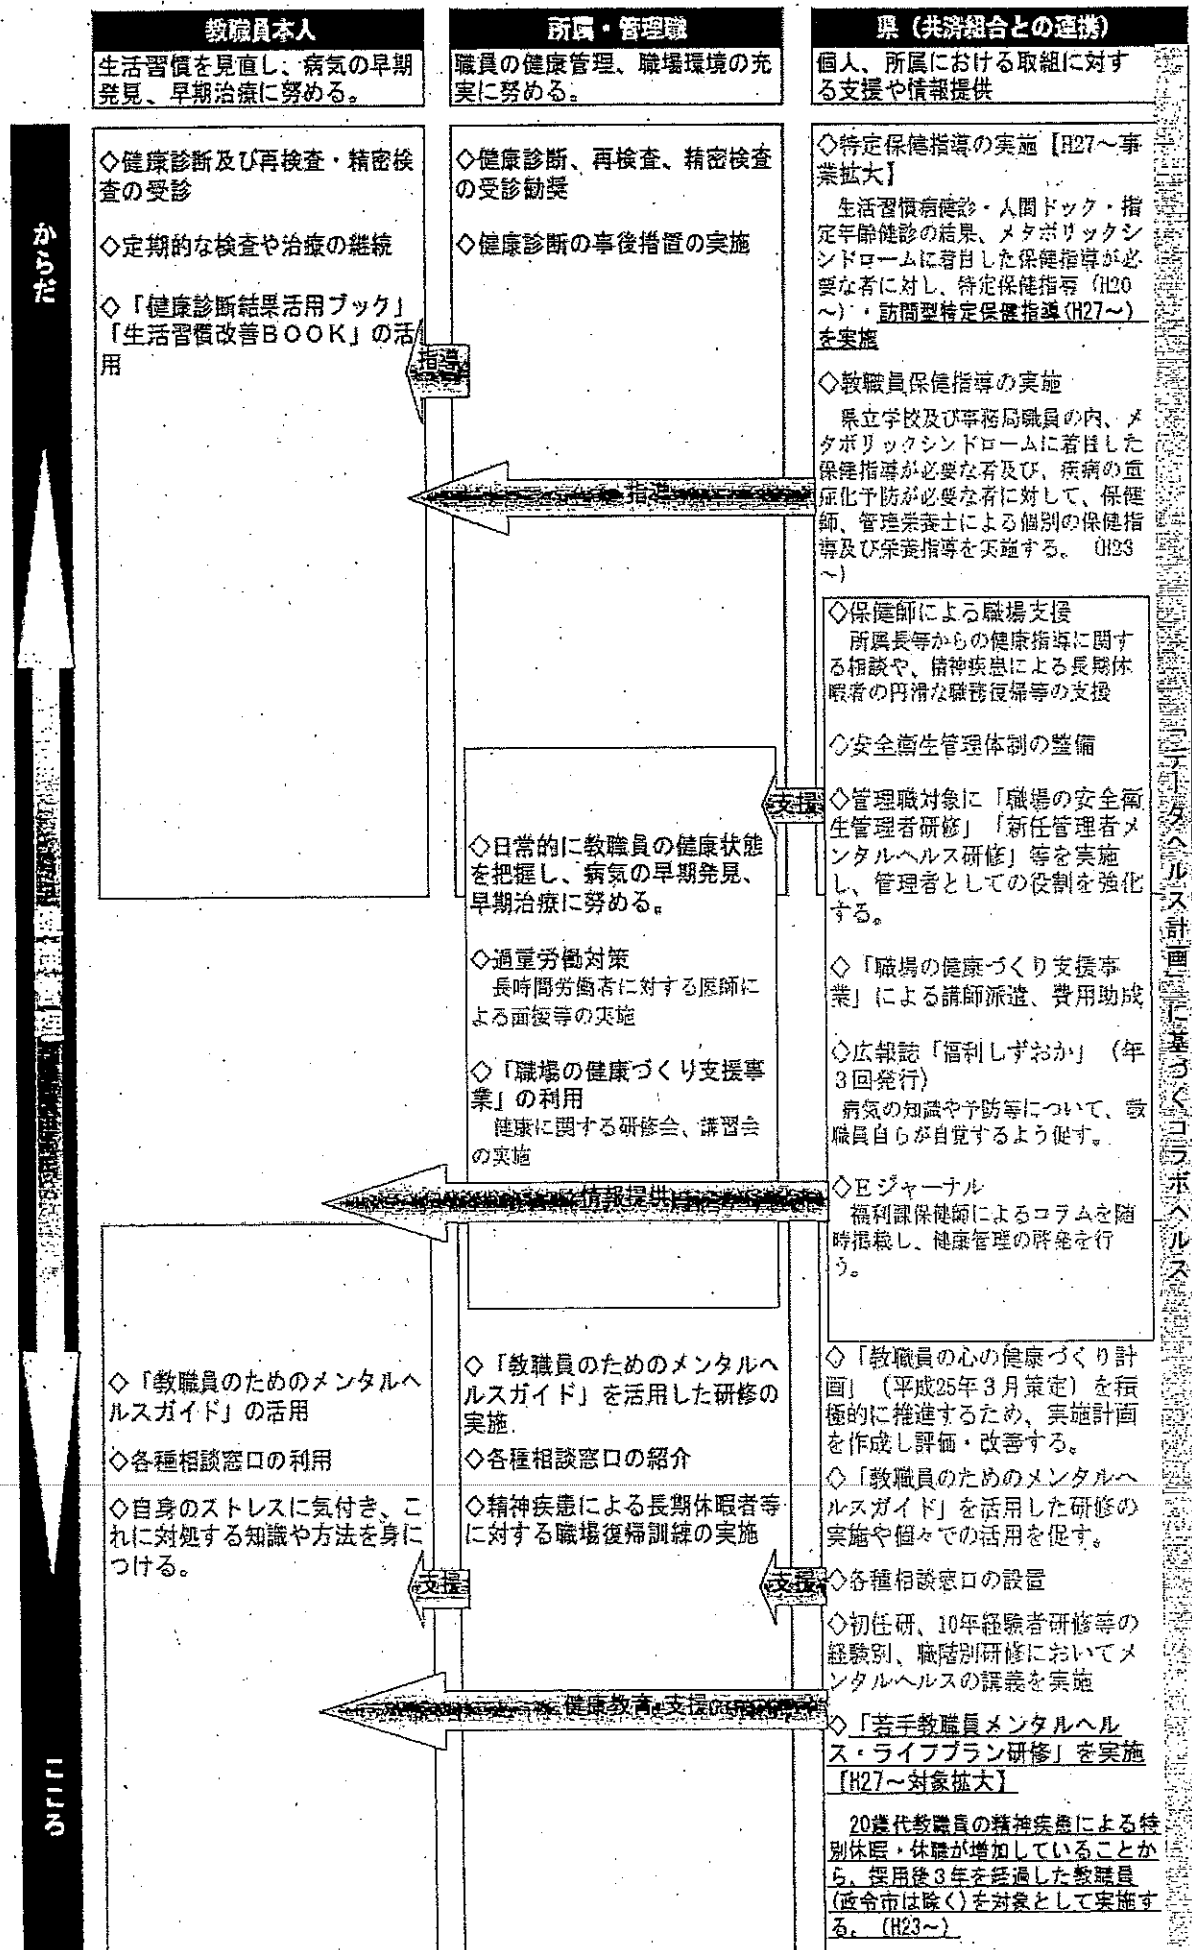 教職員本人
生活習慣を見直し、病気の早期
発見、早期治療に努める。
所属・管理職
職員の健康管理、職場環境の充
実に努める。
県（共済組合との連携）
個人、所属における取組に対す
る支援や情報提供
からだ
こころ
◇健康診断及び再検査・精密検
査の受診
◇定期的な検査や治療の継続
◇「健康診断結果活用ブック」
「生活習慣改善ＢＯＯＫ」の活
用
◇健康診断、再検査、精密検査
の受診勧奨
◇健康診断の事後措置の実施
指導
指導
◇特定保健指導の実施【H27～事
業拡大】
生活習慣病健診・人間ドック・指
定年齢健診の結果、メタボリックシ
ンドロームに着目した保健指導が必
要な者に対し、特定保健指導（H20
～）・訪問型特定保健指導(H27～)
を実施
◇教職員保健指導の実施
県立学校及び事務局職員の内、メ
タボリックシンドロームに着目した
保健指導が必要な者及び、疾病の重
症化予防が必要な者に対して、保健
師、管理栄養士による個別の保健指
導及び栄養指導を実施する。（H23
～）
◇保健師による職場支援
所属長等からの健康指導に関す
る相談や、精神疾患による長期休
暇者の円滑な職務復帰等の支援
◇安全衛生管理体制の整備
◇管理職対象に「職場の安全衛
生管理者研修」「新任管理者メ
ンタルヘルス研修」等を実施
し、管理者としての役割を強化
する。
◇「職場の健康づくり支援事
業」による講師派遣、費用助成
◇広報誌「福利しずおか」（年
３回発行）
病気の知識や予防等について、教
職員自らが自覚するよう促す。
◇Ｅジャーナル
福利課保健師によるコラムを随
時掲載し、健康管理の啓発を行
う。
支援
◇日常的に教職員の健康状態
を把握し、病気の早期発見、
早期治療に努める。
◇過重労働対策
長時間労働者に対する医師に
よる面接等の実施
◇「職場の健康づくり支援事
業」の利用
健康に関する研修会、講習会
の実施
情報提供
◇「教職員のためのメンタルヘ
ルスガイド」の活用
◇各種相談窓口の利用
◇自身のストレスに気付き、こ
れに対処する知識や方法を身に
つける。
支援
◇「教職員のためのメンタルヘ
ルスガイド」を活用した研修の
実施
◇各種相談窓口の紹介
◇精神疾患による長期休暇者等
に対する職場復帰訓練の実施
支援
健康教育・支援
◇「教職員の心の健康づくり計
画」（平成25年３月策定）を積
極的に推進するため、実施計画
を作成し評価・改善する。
◇「教職員のためのメンタルヘ
ルスガイド」を活用した研修の
実施や個々での活用を促す。
◇各種相談窓口の設置
◇初任研、10年経験者研修等の
経験別、職階別研修においてメ
ンタルヘルスの講義を実施
◇「若手教職員メンタルヘル
ス・ライフプラン研修」を実施
【H27～対象拡大】
20歳代教職員の精神疾患による特
別休暇・休職が増加していることか
ら、採用後３年を経過した教職員
(政令市は除く)を対象として実施す
る。(H23～)
「データヘルス計画」に基づくコラボヘルス